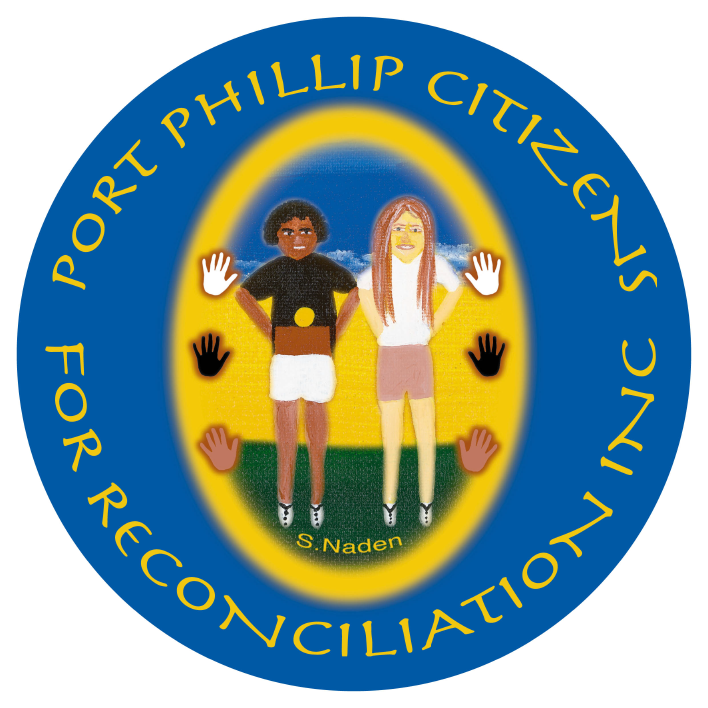 PORT PHILLIP CITIZENS
FOR RECONCILIATION INC
S.Naden